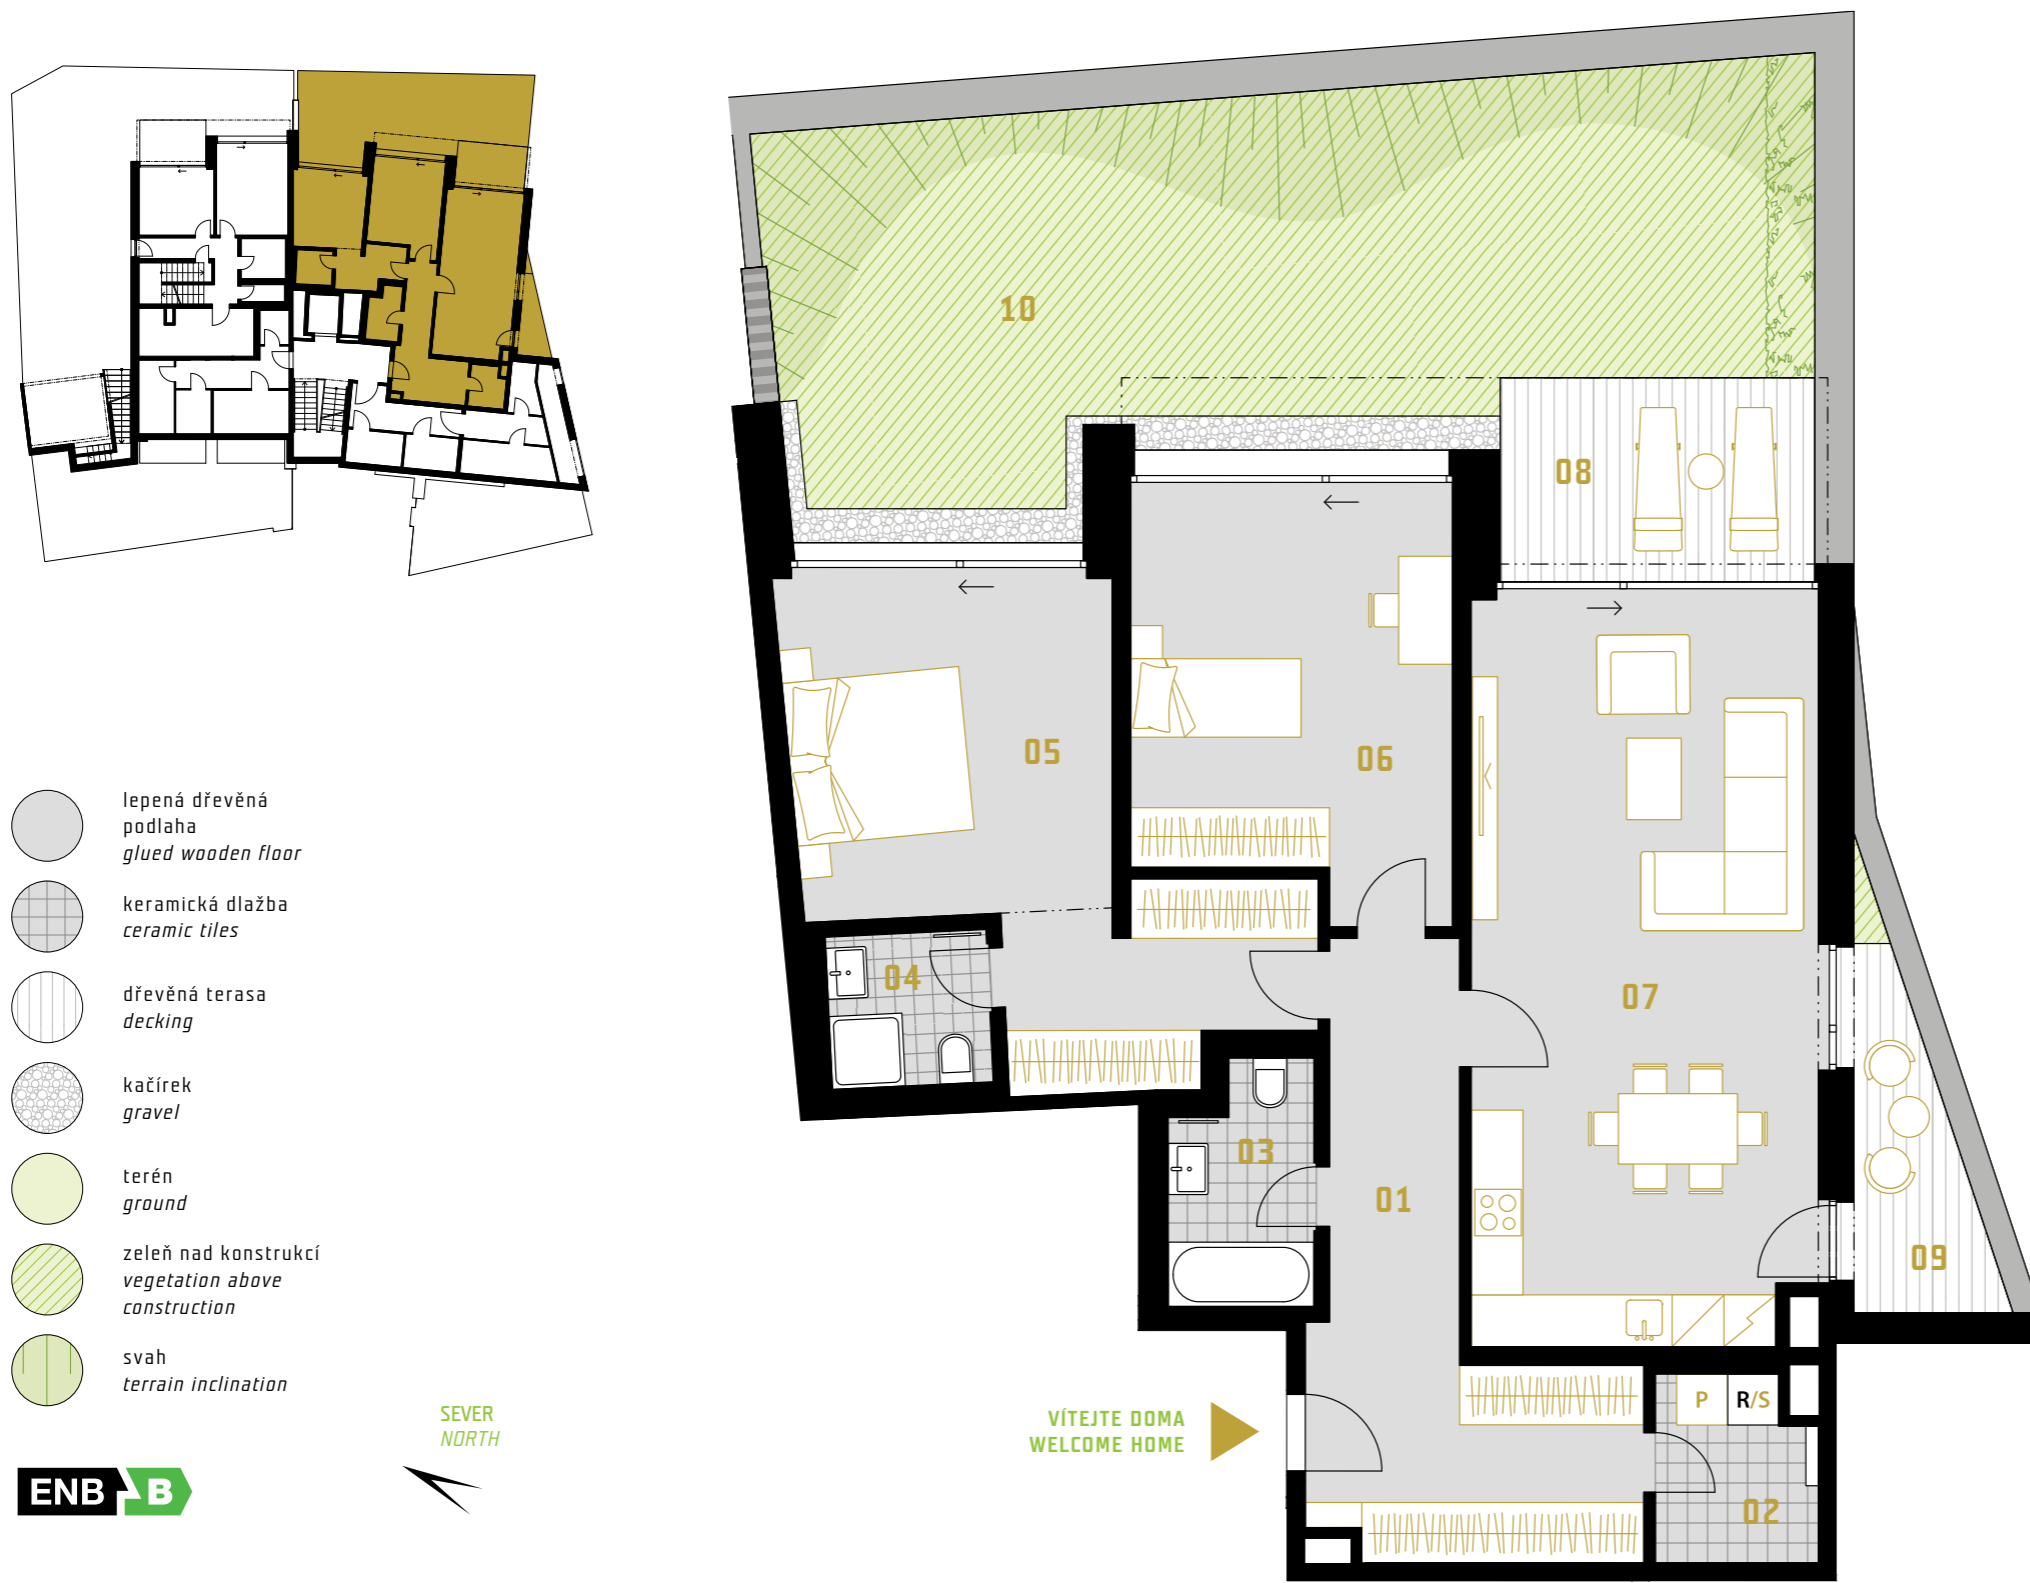 lepená dřevěná
podlaha
glued wooden floor
keramická dlažba
ceramic tiles
dřevěná terasa
decking
kačírek
gravel
terén
ground
zeleň nad konstrukcí
vegetation above
construction
svah
terrain inclination
SEVER
NORTH
ENB B
10
08
05
06
04
07
03
01
09
VÍTEJTE DOMA
WELCOME HOME
P R/S
02